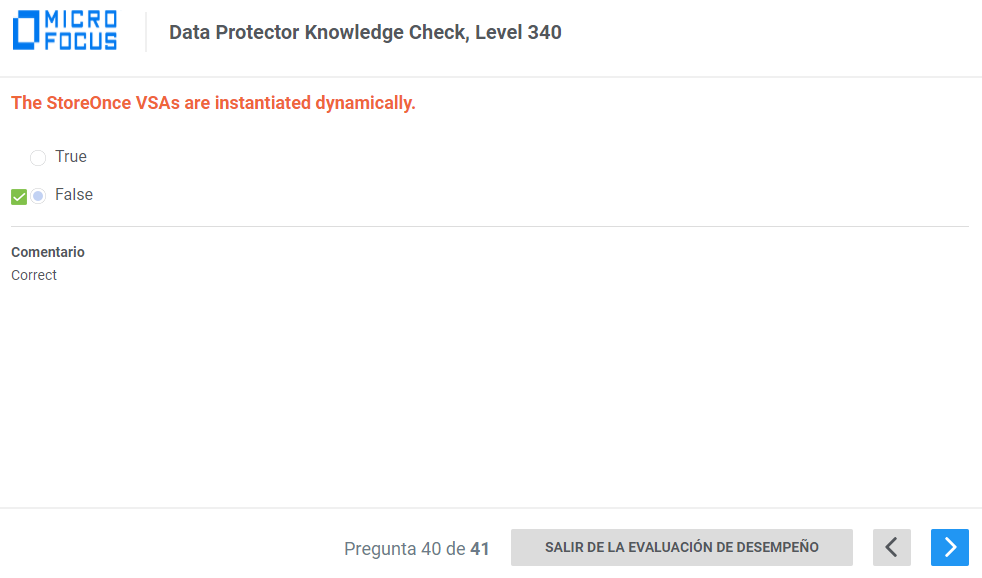 MICRO
FOCUS
Data Protector Knowledge Check, Level 340
The StoreOnce VSAs are instantiated dynamically.
True
False
Comentario
Correct
Pregunta 40 de 41
SALIR DE LA EVALUACIÓN DE DESEMPEÑO